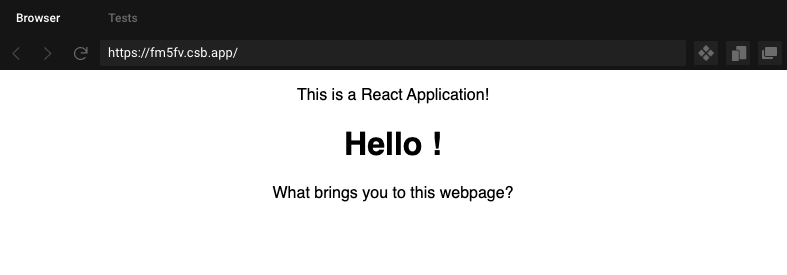 Browser Tests
https://fm5fv.csb.app/
This is a React Application!
Hello !
What brings you to this webpage?